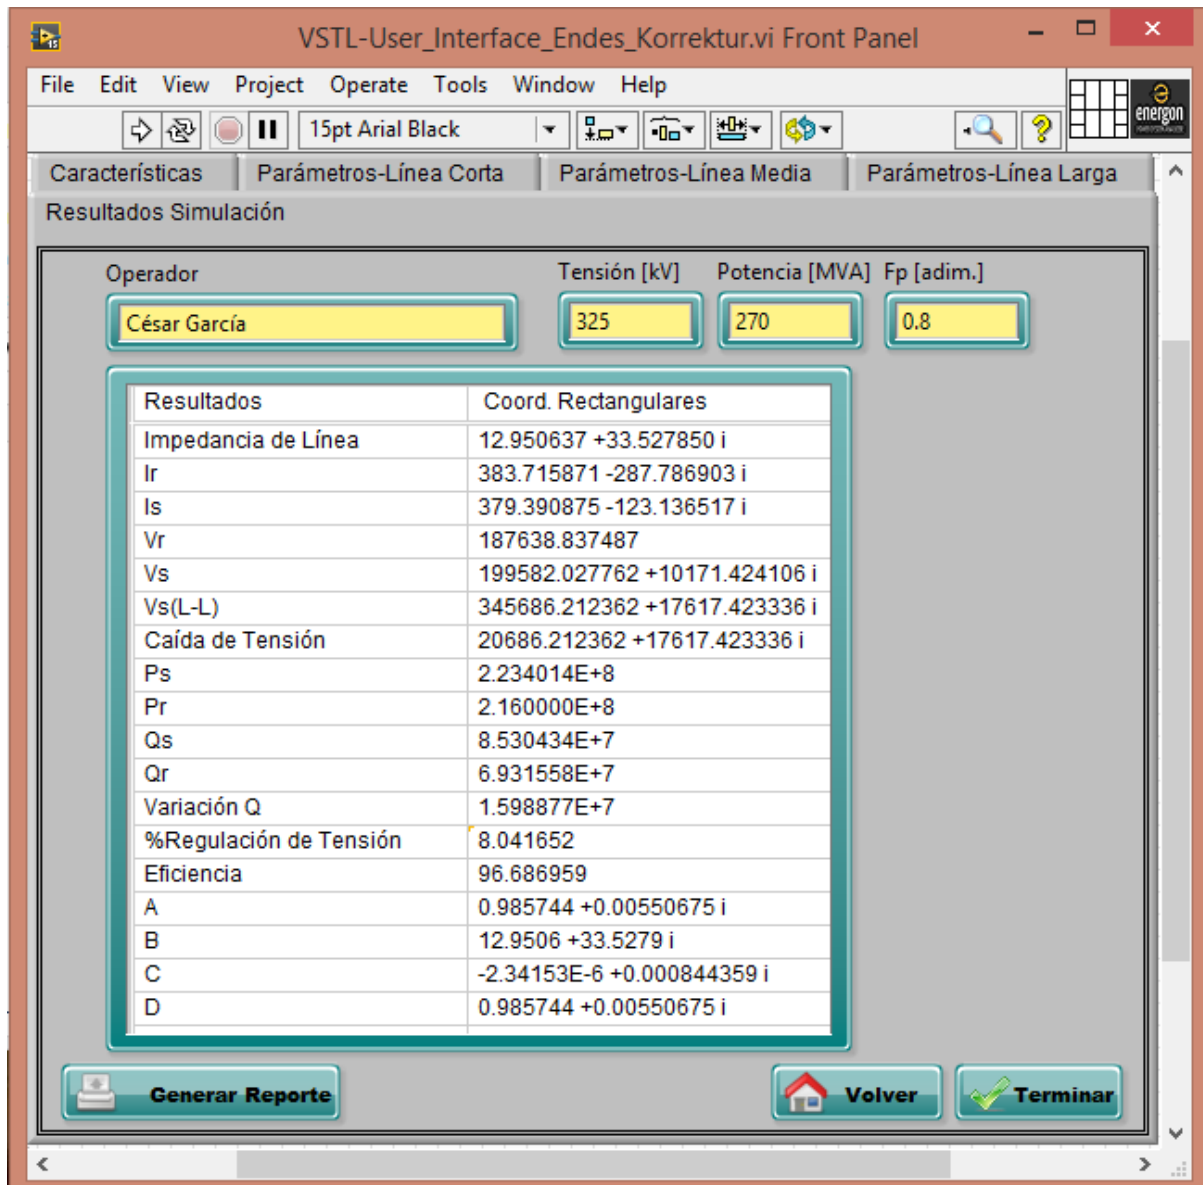 VSTL-User_Interface_Endes_Korrektur.vi Front Panel
File Edit View Project Operate Tools Window Help
15pt Arial Black
energon
Características Parámetros-Línea Corta Parámetros-Línea Media Parámetros-Línea Larga
Resultados Simulación
Operador Tensión [kV] Potencia [MVA] Fp [adim.]
César García 325 270 0.8
Resultados Coord. Rectangulares
Impedancia de Línea 12.950637 +33.527850 i
Ir 383.715871 -287.786903 i
Is 379.390875 -123.136517 i
Vr 187638.837487
Vs 199582.027762 +10171.424106 i
Vs(L-L) 345686.212362 +17617.423336 i
Caída de Tensión 20686.212362 +17617.423336 i
Ps 2.234014E+8
Pr 2.160000E+8
Qs 8.530434E+7
Qr 6.931558E+7
Variación Q 1.598877E+7
%Regulación de Tensión 8.041652
Eficiencia 96.686959
A 0.985744 +0.00550675 i
B 12.9506 +33.5279 i
C -2.34153E-6 +0.000844359 i
D 0.985744 +0.00550675 i
Generar Reporte Volver Terminar